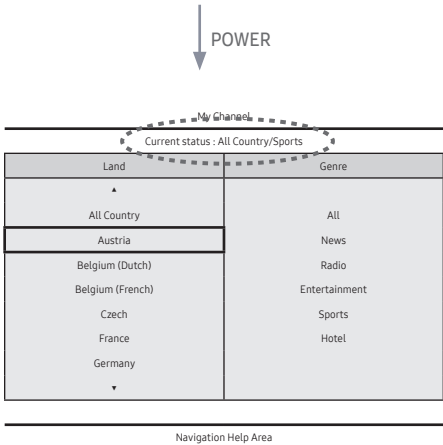 POWER
My Channel
Current status : All Country/Sports
Land Genre
▲
All Country All
Austria News
Belgium (Dutch) Radio
Belgium (French) Entertainment
Czech Sports
France Hotel
Germany
▼
Navigation Help Area